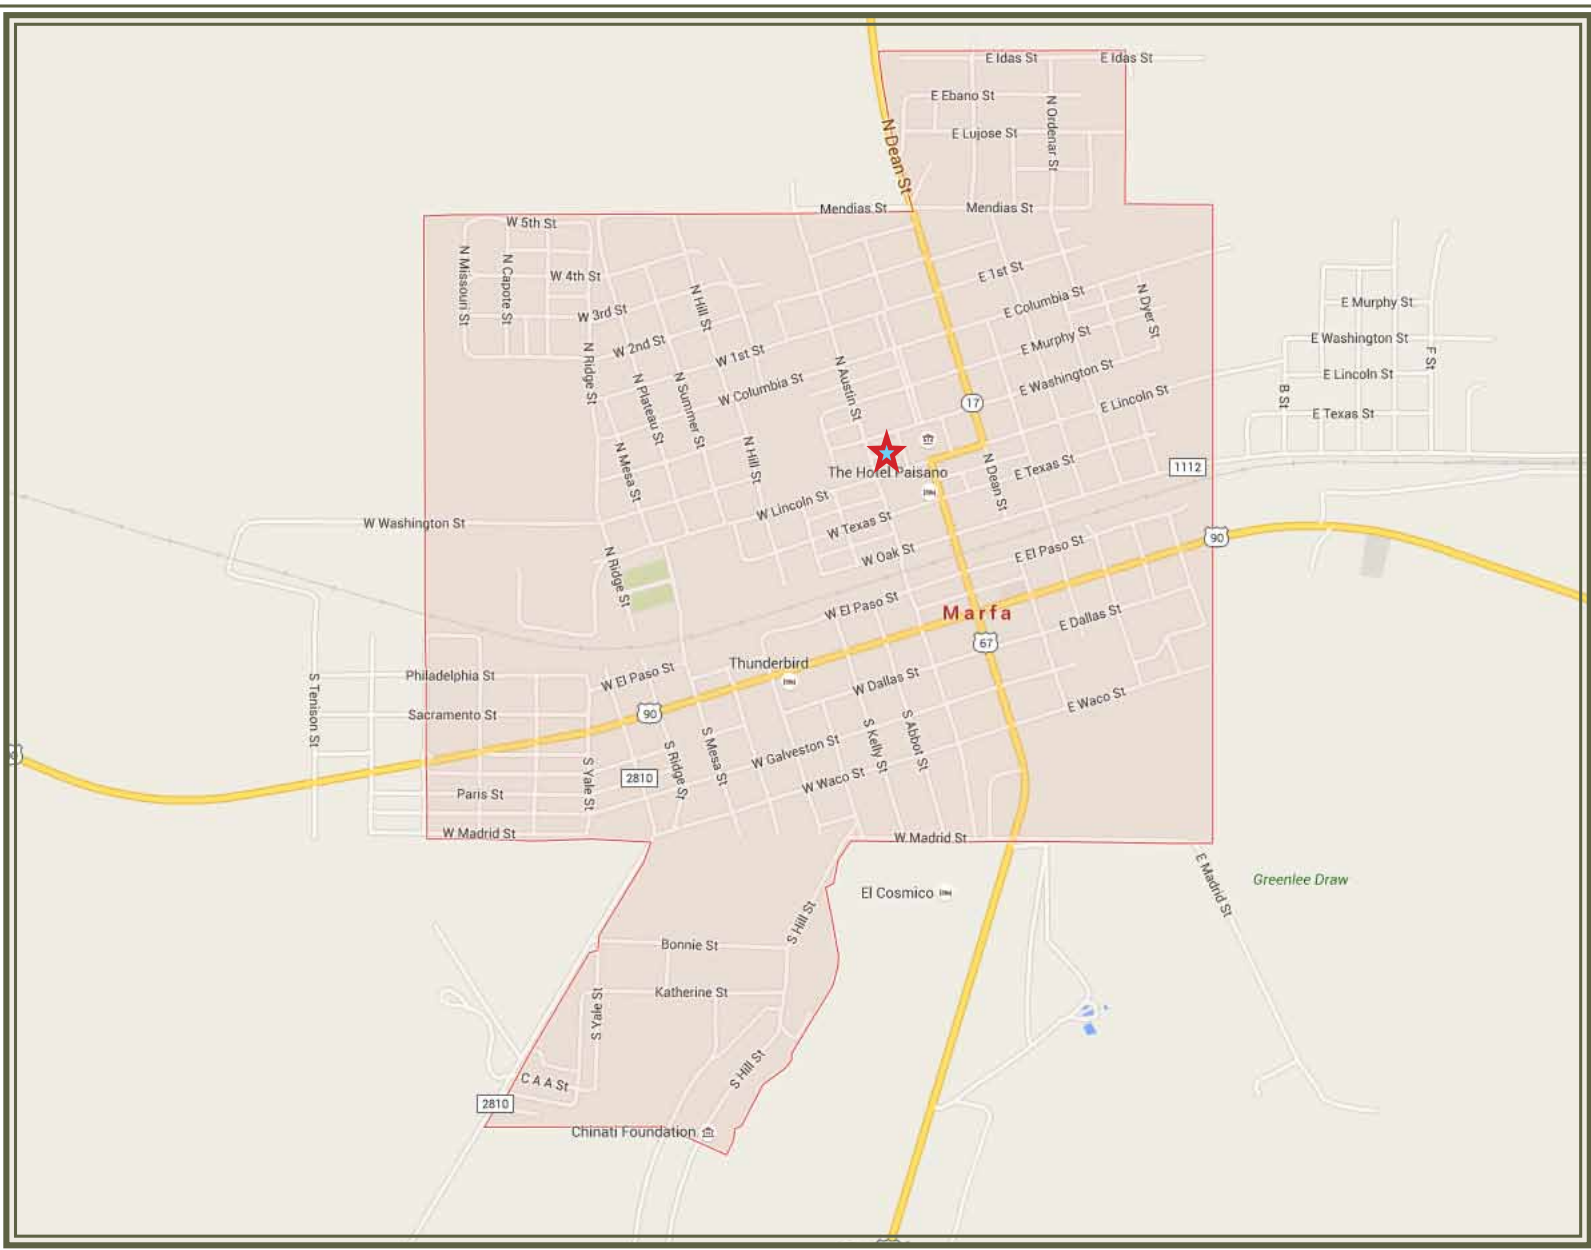 E Idas St
E Idas St
E Ebano St
N Ordenar St
E Lujose St
N Dean St
Mendias St
Mendias St
W 5th St
N Missouri St
N Capote St
W 4th St
E 1st St
N Hill St
E Columbia St
N Dyer St
E Murphy St
W 3rd St
E Murphy St
E Washington St
W 2nd St
W 1st St
F St
N Ridge St
E Washington St
E Lincoln St
N Plateau St
N Summer St
W Columbia St
N Austin St
B St
17
E Lincoln St
E Texas St
N Mesa St
N Hill St
The Hotel Paisano
N Dean St
E Texas St
1112
W Lincoln St
W Washington St
W Texas St
90
W Oak St
E El Paso St
N Ridge St
W El Paso St
Marfa
E Dallas St
67
Thunderbird
Philadelphia St
W El Paso St
W Dallas St
S Tenison St
Sacramento St
90
E Waco St
S Kelly St
S Abbot St
S Mesa St
W Galveston St
S Ridge St
2810
S Yale St
W Waco St
Paris St
W Madrid St
W Madrid St
E Madrid St
Greenlee Draw
El Cosmico
S Hill St
Bonnie St
Katherine St
S Yale St
S Hill St
C A A St
2810
Chinati Foundation